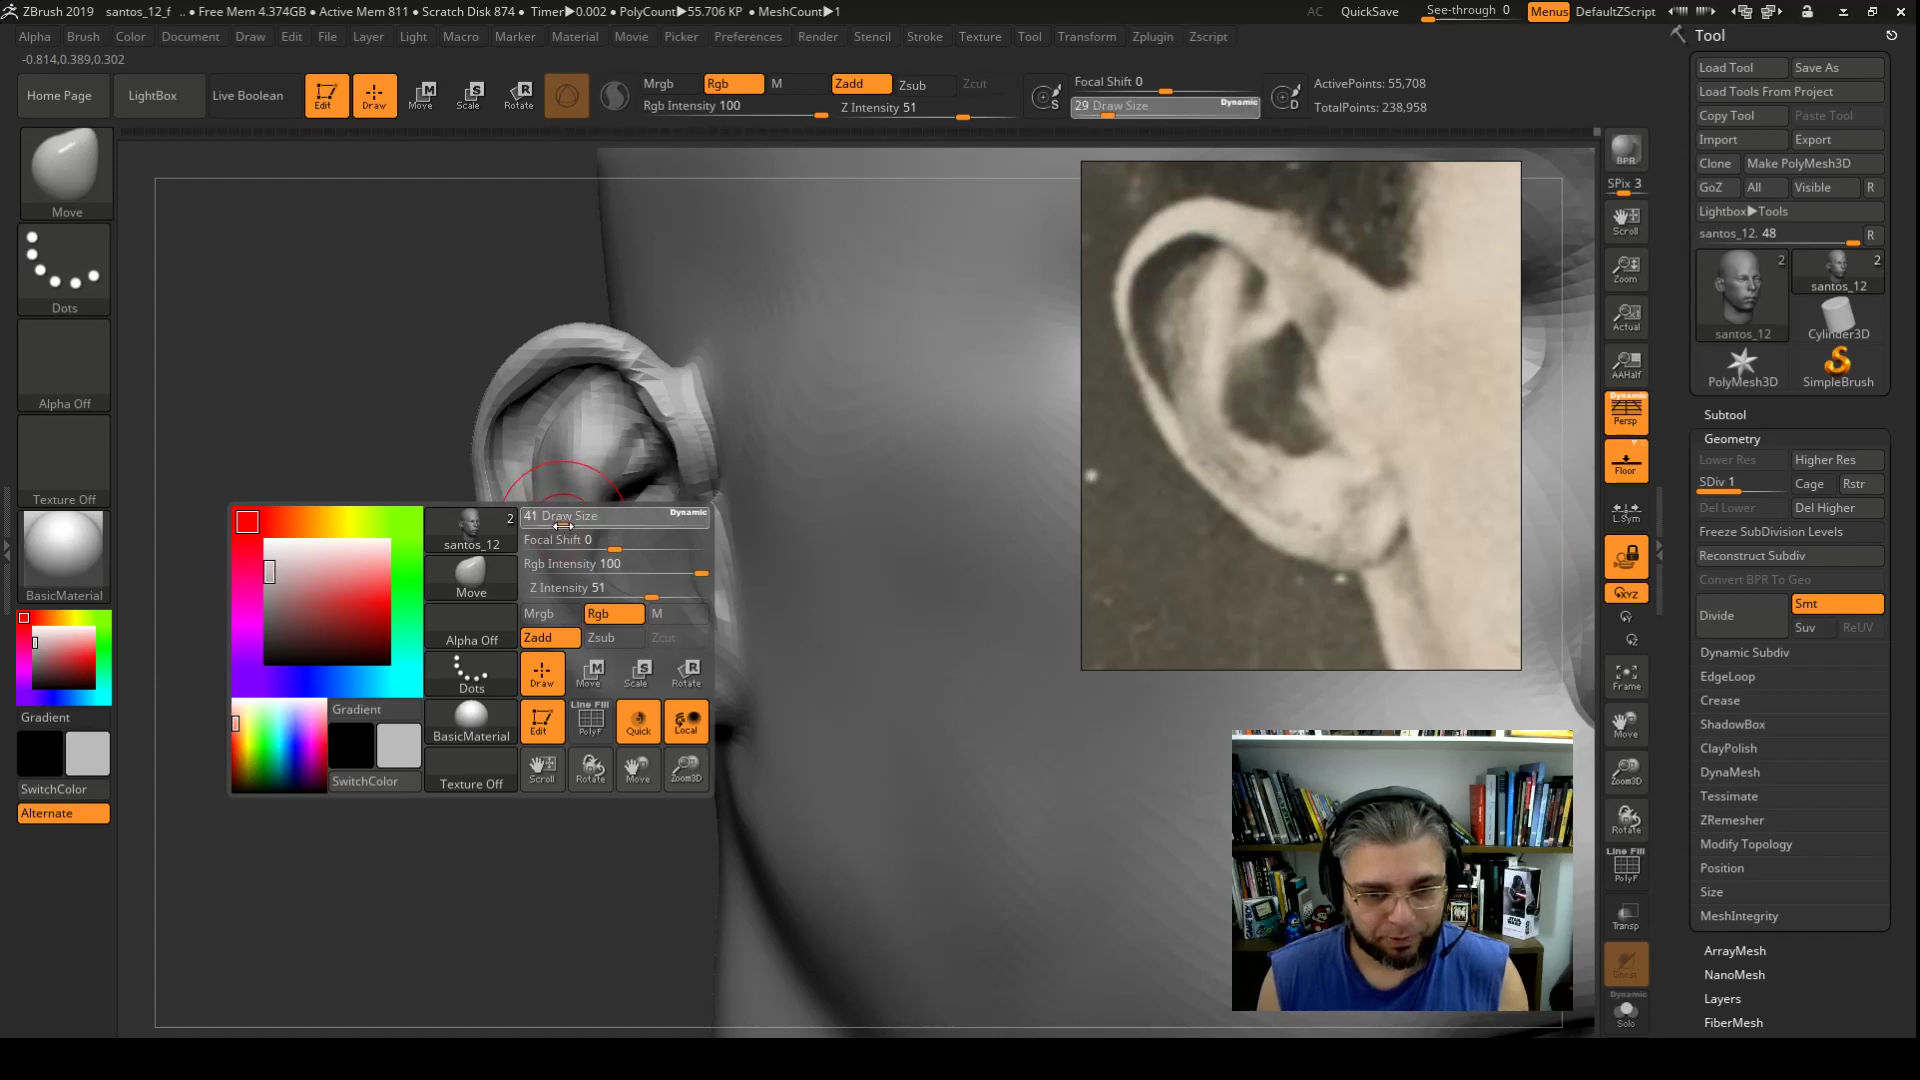 ZBrush 2019 santos_12_f .. ● Free Mem 4.374GB ● Active Mem 811 ● Scratch Disk 874 ● Timer▶0.002 ● PolyCount▶55.706 KP ● MeshCount▶1
AC QuickSave See-through 0 Menus DefaultZScript
Alpha Brush Color Document Draw Edit File Layer Light Macro Marker Material Movie Picker Preferences Render Stencil Stroke Texture Tool Transform Zplugin Zscript
-0.814,0.389,0.302
Home Page LightBox Live Boolean Edit Draw Move Scale Rotate
Mrgb Rgb M Zadd Zsub Zcut
Rgb Intensity 100 Z Intensity 51
Focal Shift 0
29 Draw Size Dynamic
ActivePoints: 55,708
TotalPoints: 238,958
Move
Dots
Alpha Off
Texture Off
BasicMaterial
Gradient
SwitchColor
Alternate
41 Draw Size Dynamic
Focal Shift 0
Rgb Intensity 100
Z Intensity 51
Mrgb Rgb M
Zadd Zsub Zcut
santos_12 2
Move
Alpha Off
Dots
BasicMaterial
Texture Off
Draw Move Scale Rotate
Edit Line Fill PolyF Quick Local
Scroll Rotate Move Zoom3D
Gradient
SwitchColor
BPR
SPix 3
Scroll
Zoom
Actual
AAHalf
Dynamic
Persp
Floor
L.Sym
XYZ
Frame
Move
Zoom3D
Rotate
Line Fill
PolyF
Transp
Ghost
Dynamic
Solo
Tool
Load Tool Save As
Load Tools From Project
Copy Tool Paste Tool
Import Export
Clone Make PolyMesh3D
GoZ All Visible R
Lightbox▶Tools
santos_12. 48 R
2 2
santos_12
santos_12 Cylinder3D
PolyMesh3D SimpleBrush
Subtool
Geometry
Lower Res Higher Res
SDiv 1 Cage Rstr
Del Lower Del Higher
Freeze SubDivision Levels
Reconstruct Subdiv
Convert BPR To Geo
Divide Smt
Suv ReUV
Dynamic Subdiv
EdgeLoop
Crease
ShadowBox
ClayPolish
DynaMesh
Tessimate
ZRemesher
Modify Topology
Position
Size
MeshIntegrity
ArrayMesh
NanoMesh
Layers
FiberMesh